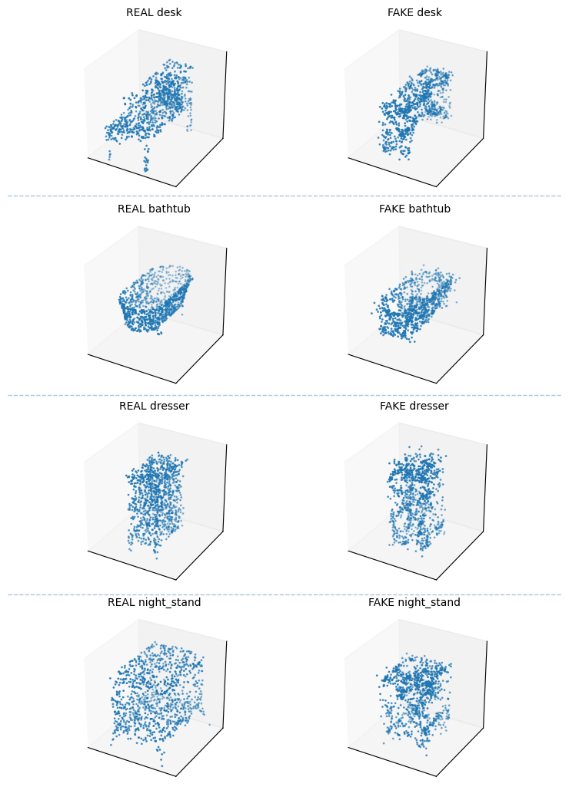 REAL desk
FAKE desk
REAL bathtub
FAKE bathtub
REAL dresser
FAKE dresser
REAL night_stand
FAKE night_stand